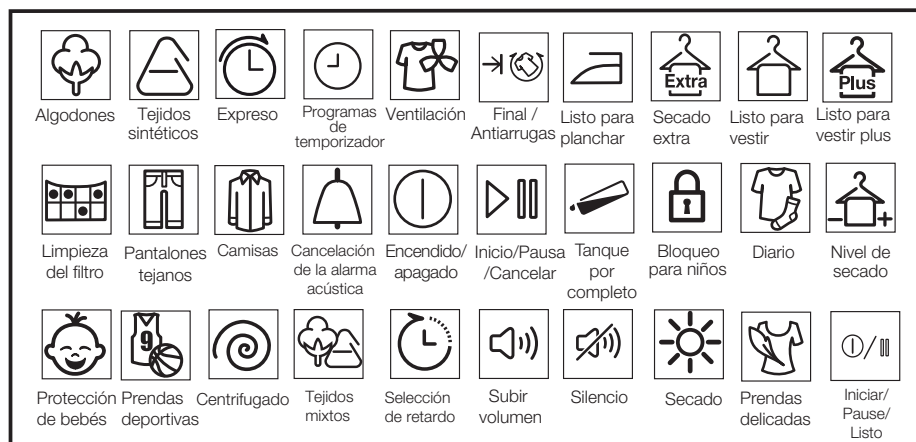 Extra
Plus
Algodones
Tejidos
sintéticos
Expreso
Programas
de
temporizador
Ventilación
Final /
Antiarrugas
Listo para
planchar
Secado
extra
Listo para
vestir
Listo para
vestir plus
Limpieza
del filtro
Pantalones
tejanos
Camisas
Cancelación
de la alarma
acústica
Encendido/
apagado
Inicio/Pausa
/Cancelar
Tanque
por
completo
Bloqueo
para niños
Diario
Nivel de
secado
9
Protección
de bebés
Prendas
deportivas
Centrifugado
Tejidos
mixtos
Selección
de retardo
Subir
volumen
Silencio
Secado
Prendas
delicadas
Iniciar/
Pause/
Listo